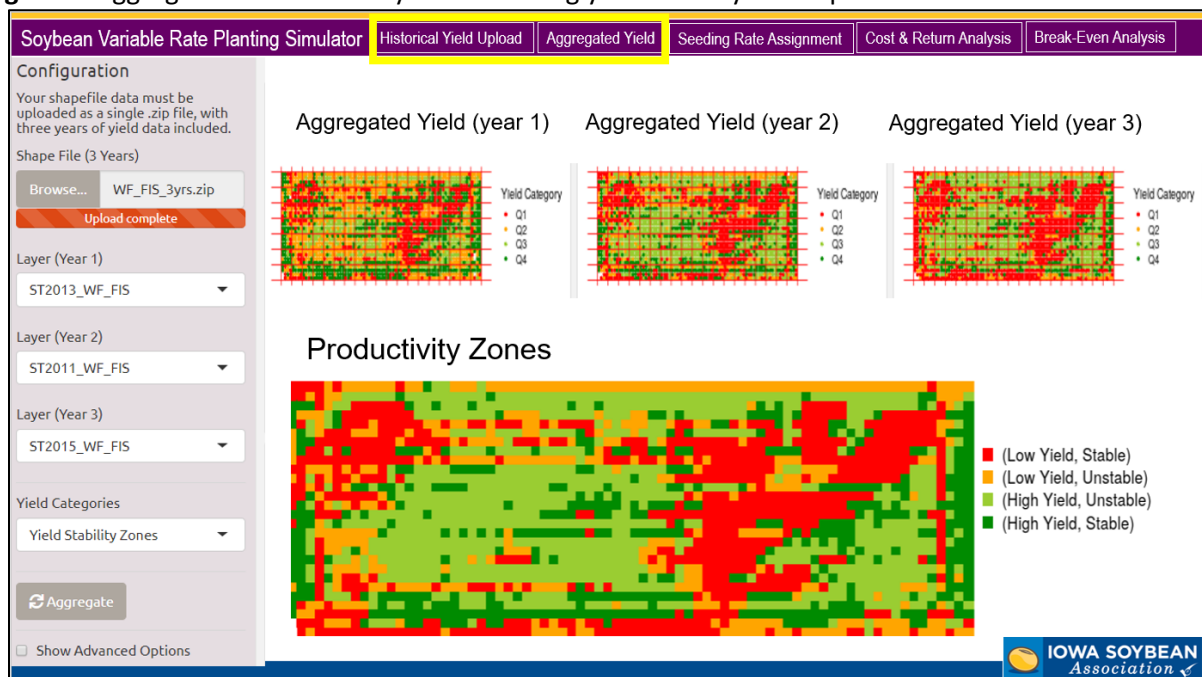 Soybean Variable Rate Planting Simulator
Historical Yield Upload
Aggregated Yield
Seeding Rate Assignment
Cost & Return Analysis
Break-Even Analysis
Configuration
Your shapefile data must be
uploaded as a single .zip file, with
three years of yield data included.
Shape File (3 Years)
Browse... WF_FIS_3yrs.zip
Upload complete
Layer (Year 1)
ST2013_WF_FIS
Layer (Year 2)
ST2011_WF_FIS
Layer (Year 3)
ST2015_WF_FIS
Yield Categories
Yield Stability Zones
Aggregate
Show Advanced Options
Aggregated Yield (year 1)
Yield Category
Q1
Q2
Q3
Q4
Aggregated Yield (year 2)
Yield Category
Q1
Q2
Q3
Q4
Aggregated Yield (year 3)
Yield Category
Q1
Q2
Q3
Q4
Productivity Zones
(Low Yield, Stable)
(Low Yield, Unstable)
(High Yield, Unstable)
(High Yield, Stable)
IOWA SOYBEAN
Association